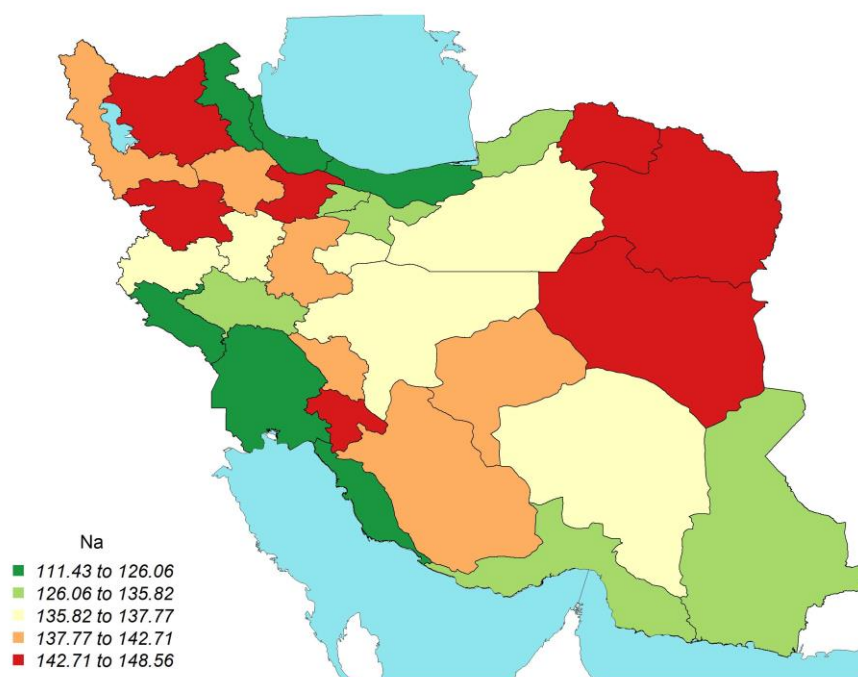 Na
111.43 to 126.06
126.06 to 135.82
135.82 to 137.77
137.77 to 142.71
142.71 to 148.56